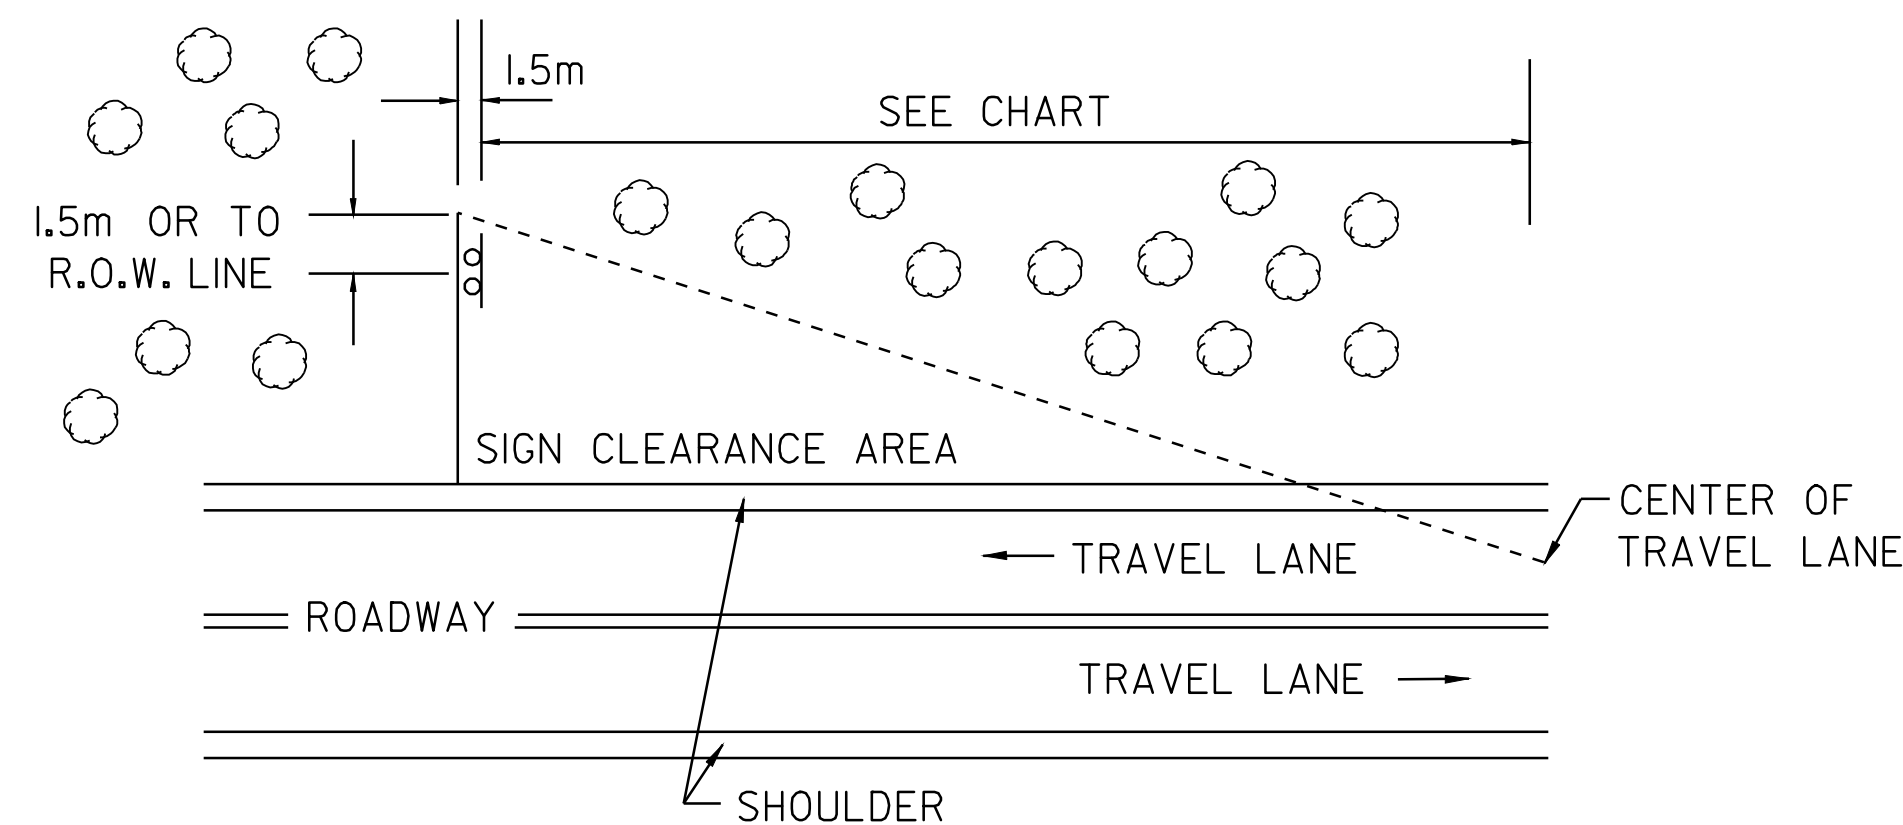 1.5m
SEE CHART
1.5m OR TO
R.O.W. LINE
SIGN CLEARANCE AREA
CENTER OF
TRAVEL LANE
TRAVEL LANE
ROADWAY
TRAVEL LANE
SHOULDER